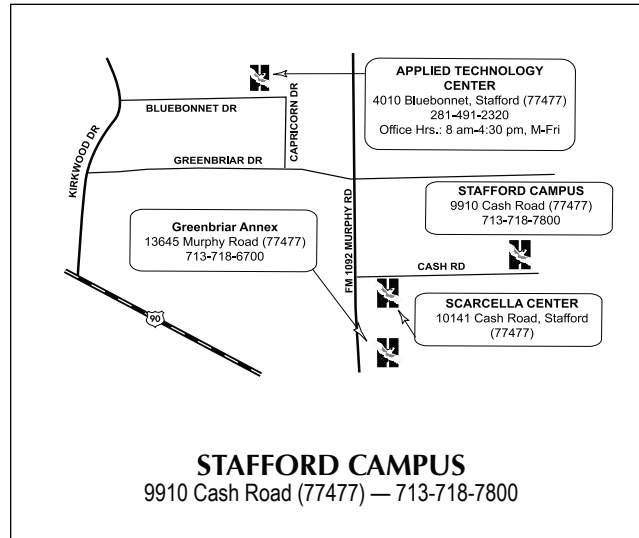 APPLIED TECHNOLOGY
CENTER
4010 Bluebonnet, Stafford (77477)
281-491-2320
Office Hrs.: 8 am-4:30 pm, M-Fri
BLUEBONNET DR
CAPRICORN DR
KIRKWOOD DR
GREENBRIAR DR
FM 1092 MURPHY RD
STAFFORD CAMPUS
9910 Cash Road (77477)
713-718-7800
Greenbriar Annex
13645 Murphy Road (77477)
713-718-6700
CASH RD
SCARCELLA CENTER
10141 Cash Road, Stafford
(77477)
90
STAFFORD CAMPUS
9910 Cash Road (77477) — 713-718-7800